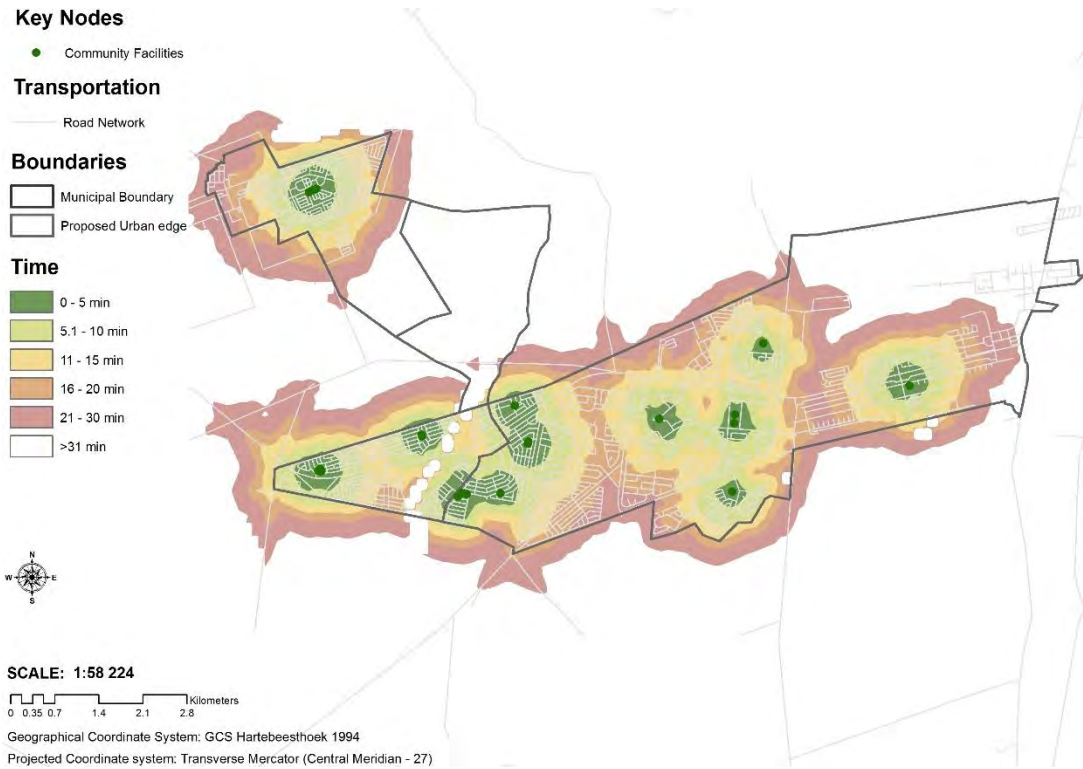 Key Nodes
Community Facilities
Transportation
Road Network
Boundaries
Municipal Boundary
Proposed Urban edge
Time
0 - 5 min
5.1 - 10 min
11 - 15 min
16 - 20 min
21 - 30 min
>31 min
N
W E
S
SCALE: 1:58 224
Kilometers
0 0.35 0.7 1.4 2.1 2.8
Geographical Coordinate System: GCS Hartebeesthoek 1994
Projected Coordinate system: Transverse Mercator (Central Meridian - 27)